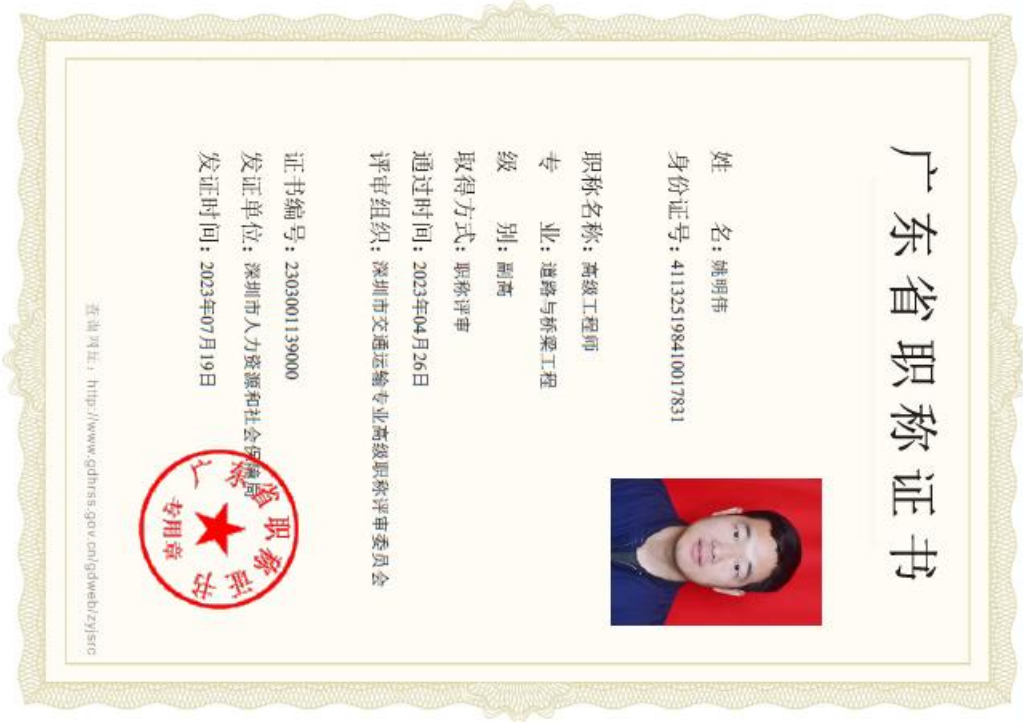 广东省职称证书
姓 名：姚明伟
身份证号：411325198410017831
职称名称：高级工程师
专 业：道路与桥梁工程
级 别：副高
取得方式：职称评审
通过时间：2023年04月26日
评审组织：深圳市交通运输专业高级职称评审委员会
证书编号：2303001139000
发证单位：深圳市人力资源和社会保障局
发证时间：2023年07月19日
广东省职称证书
专用章
查询网址：http://www.gdhrss.gov.cn/gdweb/zyjsrc